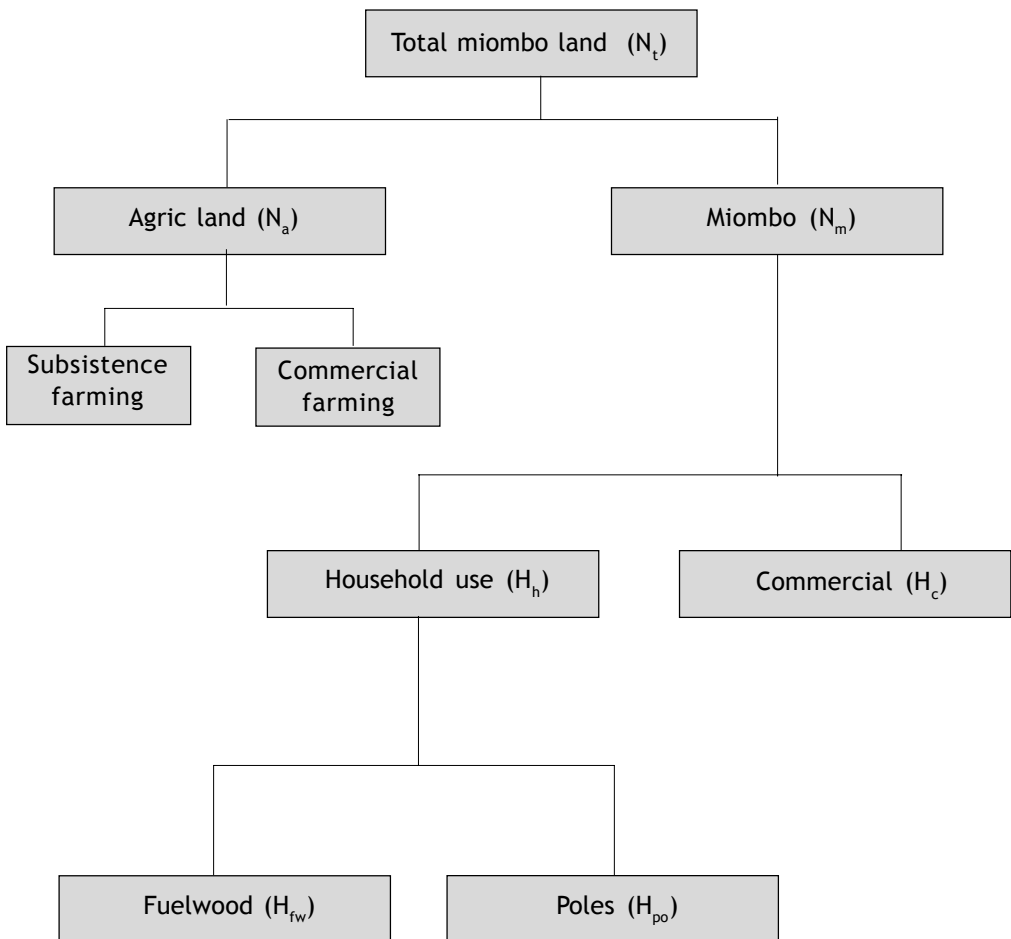 Total miombo land (Nt)
Agric land (Na)
Miombo (Nm)
Subsistence
farming
Commercial
farming
Household use (Hh)
Commercial (Hc)
Fuelwood (Hfw)
Poles (Hpo)